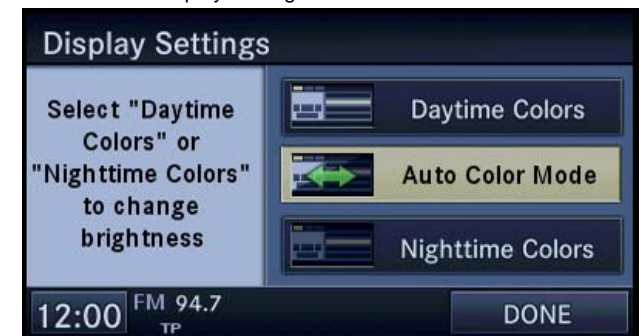 Display Settings
Select "Daytime
Colors" or
"Nighttime Colors"
to change
brightness
Daytime Colors
Auto Color Mode
Nighttime Colors
12:00 FM 94.7
TP
DONE